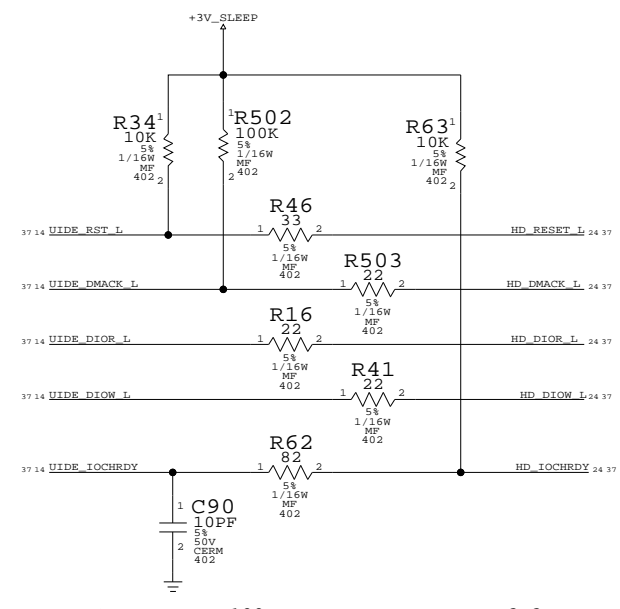 +3V_SLEEP
R34 1
10K
5%
1/16W
MF
402 2
1 R502
100K
5%
1/16W
MF
2 402
R63 1
10K
5%
1/16W
MF
402 2
R46
37 14 UIDE_RST_L 1 33 2 HD_RESET_L 24 37
5%
1/16W
MF
402
R503
37 14 UIDE_DMACK_L 1 22 2 HD_DMACK_L 24 37
5%
1/16W
MF
402
R16
37 14 UIDE_DIOR_L 1 22 2 HD_DIOR_L 24 37
5%
1/16W
MF
402
R41
37 14 UIDE_DIOW_L 1 22 2 HD_DIOW_L 24 37
5%
1/16W
MF
402
R62
37 14 UIDE_IOCHRDY 1 82 2 HD_IOCHRDY 24 37
5%
1/16W
MF
402
1 C90
10PF
5%
2 50V
CERM
402